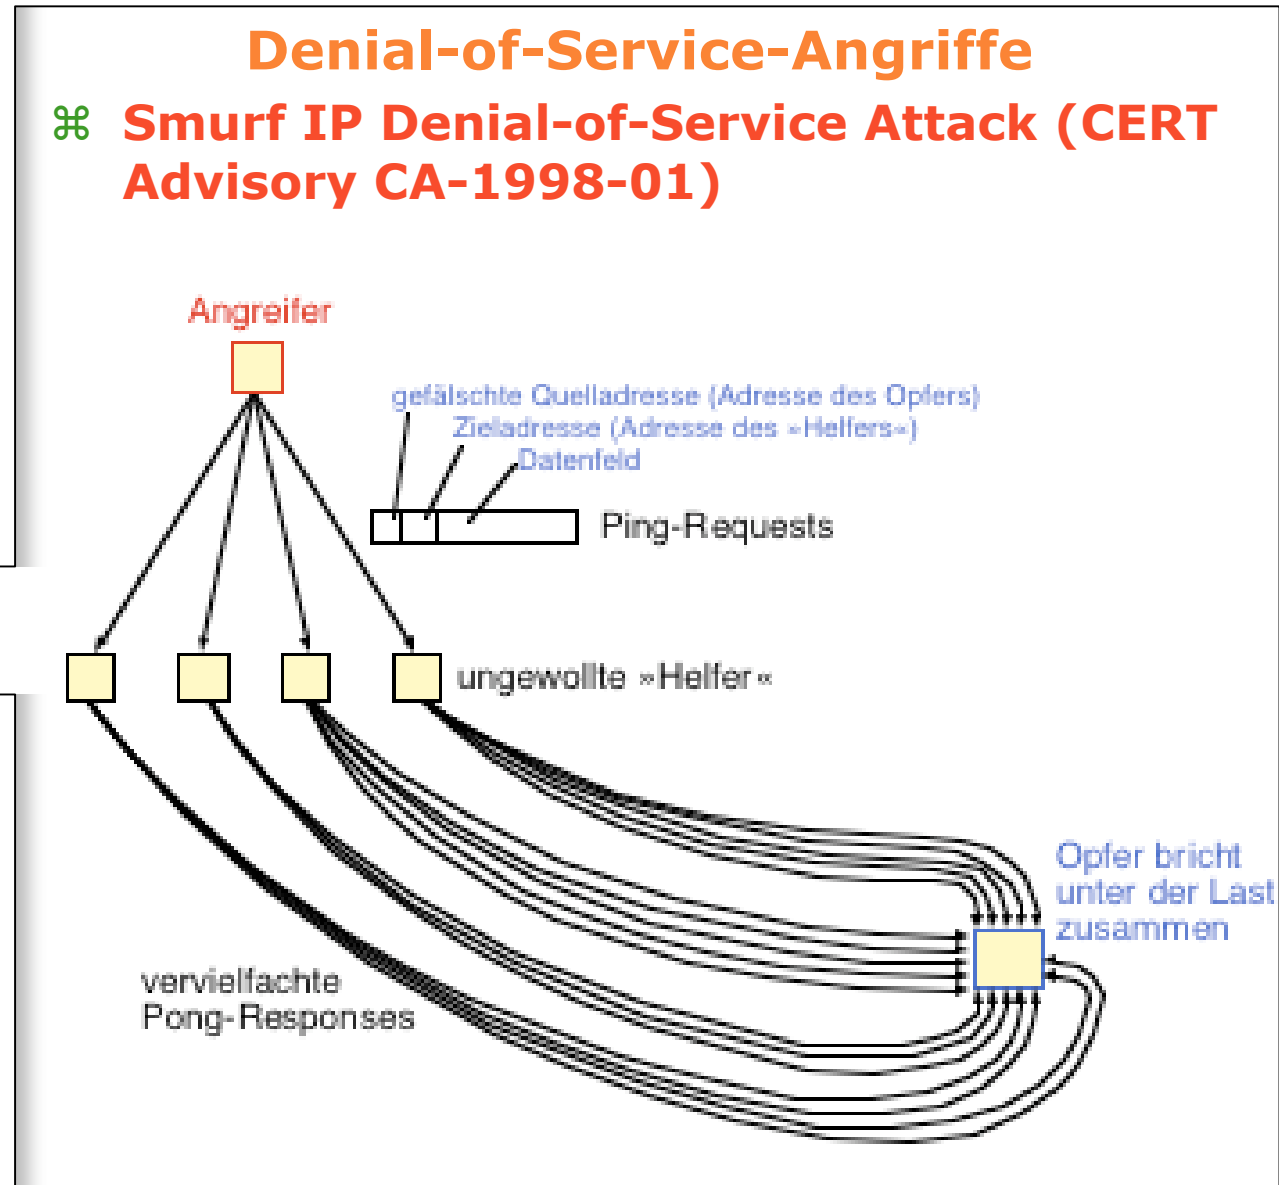 Denial-of-Service-Angriffe
⌘ Smurf IP Denial-of-Service Attack (CERT
Advisory CA-1998-01)
Angreifer
gefälschte Quelladresse (Adresse des Opfers)
Zieladresse (Adresse des »Helfers«)
Datenfeld
Ping-Requests
ungewollte »Helfer«
Opfer bricht
unter der Last
zusammen
vervielfachte
Pong-Responses